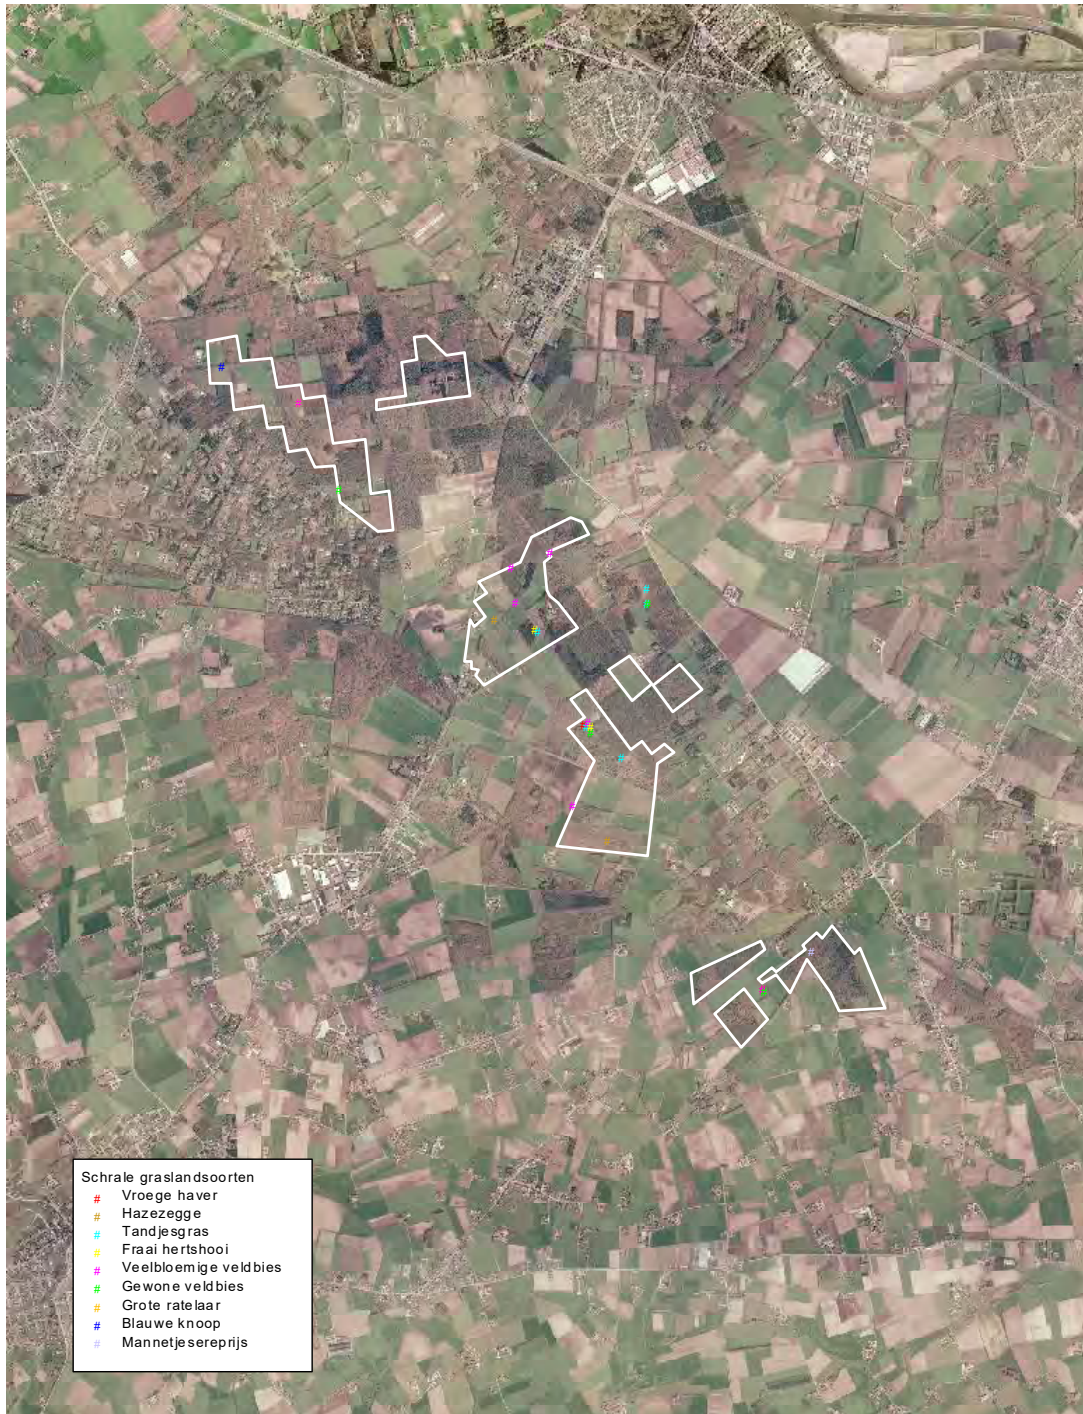 Schrale graslandsoorten
# Vroege haver
# Hazezegge
# Tandjesgras
# Fraai hertshooi
# Veelbloemige veldbies
# Gewone veldbies
# Grote ratelaar
# Blauwe knoop
# Mannetjesereprijs